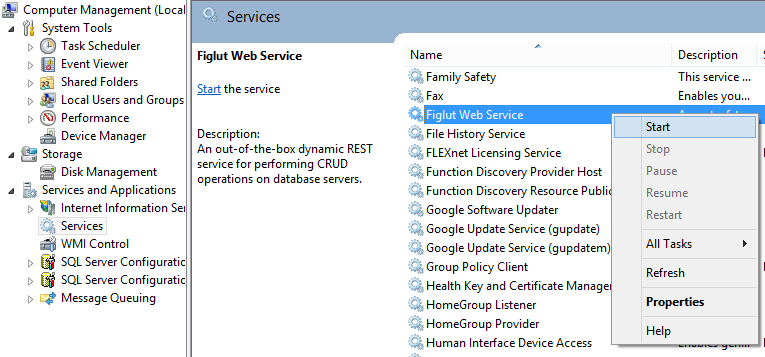 Computer Management (Local
System Tools
Task Scheduler
Event Viewer
Shared Folders
Local Users and Groups
Performance
Device Manager
Storage
Disk Management
Services and Applications
Internet Information Ser
Services
WMI Control
SQL Server Configuratio
SQL Server Configuratio
Message Queuing
Services
Figlut Web Service
Start the service
Description:
An out-of-the-box dynamic REST
service for performing CRUD
operations on database servers.
Name Description S
Family Safety This service ...
Fax Enables you...
Figlut Web Service
File History Service
FLEXnet Licensing Service
Function Discovery Provider Host
Function Discovery Resource Public
Google Software Updater
Google Update Service (gupdate)
Google Update Service (gupdatem)
Group Policy Client
Health Key and Certificate Manager
HomeGroup Listener
HomeGroup Provider
Human Interface Device Access Enables gen...
Start
Stop
Pause
Resume
Restart
All Tasks
Refresh
Properties
Help